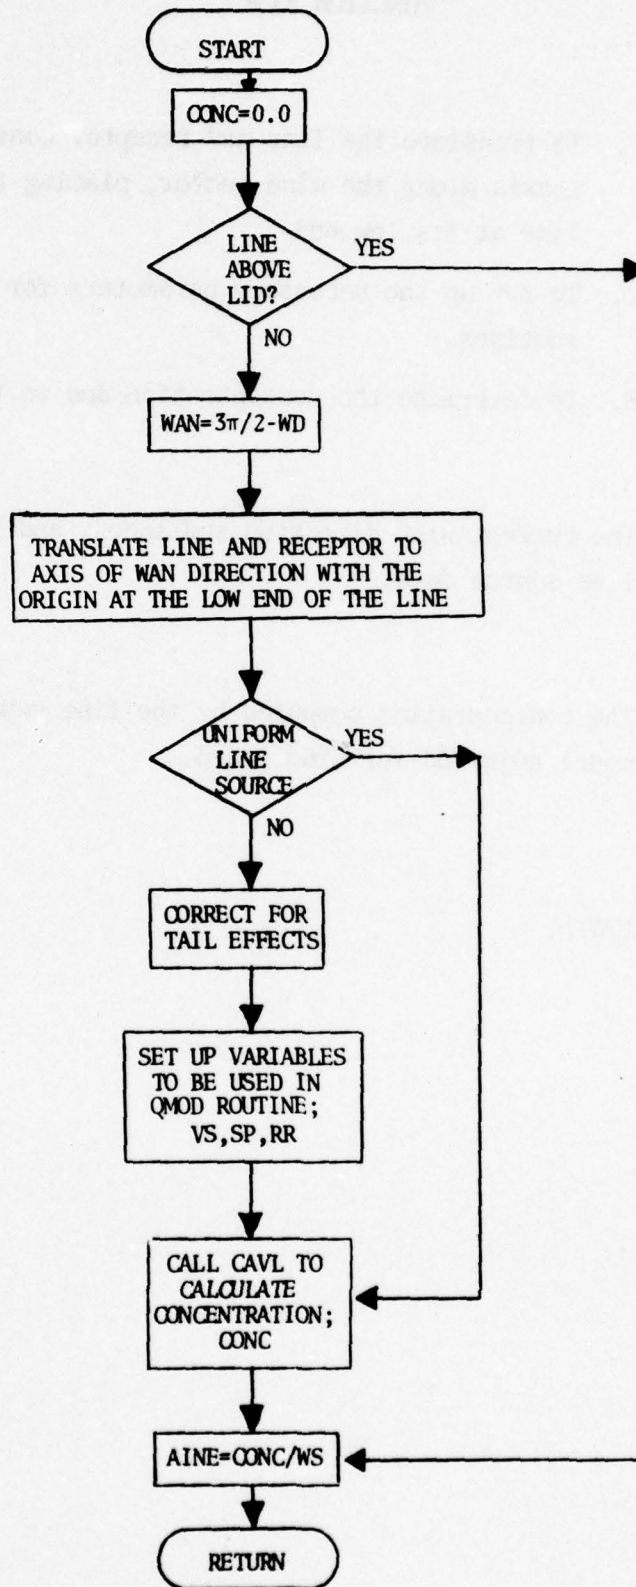 START
CONC=0.0
LINE
ABOVE
LID?
YES
NO
WAN=3π/2-WD
TRANSLATE LINE AND RECEPTOR TO
AXIS OF WAN DIRECTION WITH THE
ORIGIN AT THE LOW END OF THE LINE
UNIFORM
LINE
SOURCE
YES
NO
CORRECT FOR
TAIL EFFECTS
SET UP VARIABLES
TO BE USED IN
QMOD ROUTINE;
VS,SP,RR
CALL CAVL TO
CALCULATE
CONCENTRATION;
CONC
AINE=CONC/WS
RETURN